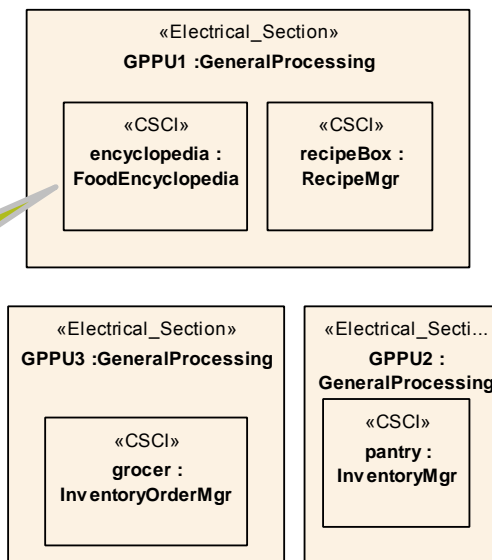 «Electrical_Section»
GPPU1 :GeneralProcessing
«CSCI»
encyclopedia :
FoodEncyclopedia
«CSCI»
recipeBox :
RecipeMgr
«Electrical_Section»
GPPU3 :GeneralProcessing
«CSCI»
grocer :
InventoryOrderMgr
«Electrical_Secti...
GPPU2 :
GeneralProcessing
«CSCI»
pantry :
InventoryMgr